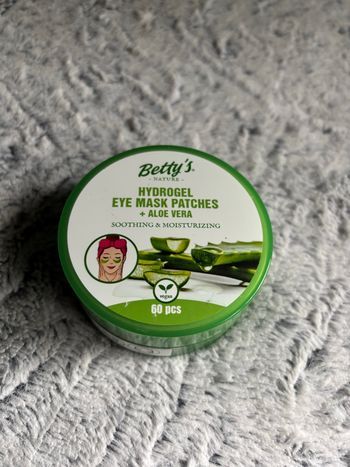 Betty's®
- NATURE -
HYDROGEL
EYE MASK PATCHES
+ ALOE VERA
SOOTHING & MOISTURIZING
vegan
60 pcs